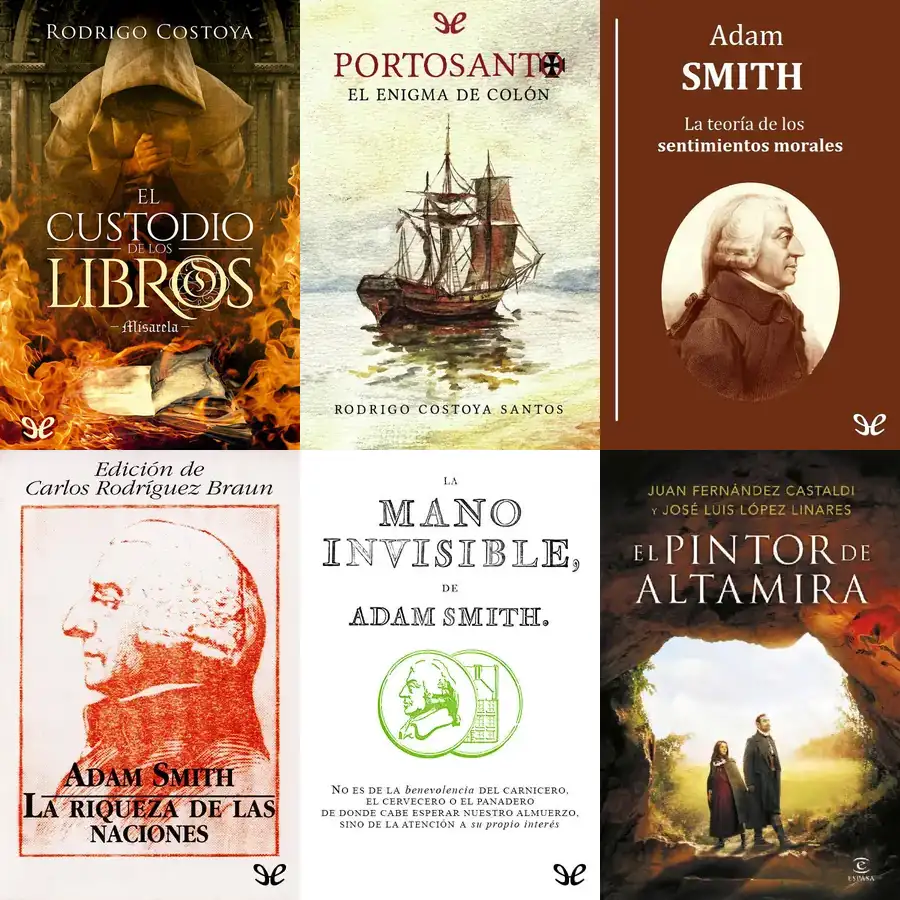 RODRIGO COSTOYA
EL
CUSTODIO
DE LOS
LIBROS
– Misarela –
PORTOSANTO
EL ENIGMA DE COLÓN
RODRIGO COSTOYA SANTOS
Adam
SMITH
La teoría de los
sentimientos morales
Edición de
Carlos Rodríguez Braun
ADAM SMITH
LA RIQUEZA DE LAS
NACIONES
LA
MANO
INVISIBLE,
DE
ADAM SMITH.
NO ES DE LA benevolencia DEL CARNICERO,
EL CERVECERO O EL PANADERO
DE DONDE CABE ESPERAR NUESTRO ALMUERZO,
SINO DE LA ATENCIÓN A su propio interés
JUAN FERNÁNDEZ CASTALDI
Y JOSÉ LUIS LÓPEZ LINARES
EL PINTOR DE
ALTAMIRA
ESPASA